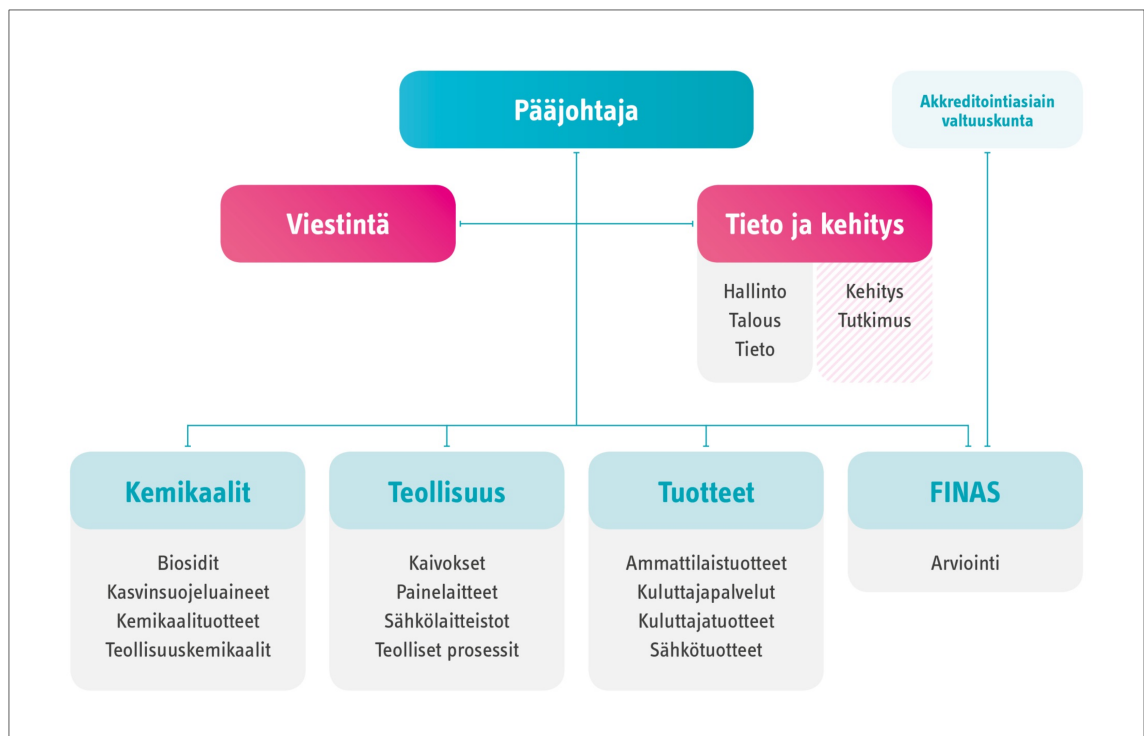 Pääjohtaja
Akkreditointiasiain
valtuuskunta
Viestintä
Tieto ja kehitys
Hallinto
Talous
Tieto
Kehitys
Tutkimus
Kemikaalit
Biosidit
Kasvinsuojeluaineet
Kemikaalituotteet
Teollisuuskemikaalit
Teollisuus
Kaivokset
Painelaitteet
Sähkölaitteistot
Teolliset prosessit
Tuotteet
Ammattilaistuotteet
Kuluttajapalvelut
Kuluttajatuotteet
Sähkötuotteet
FINAS
Arviointi